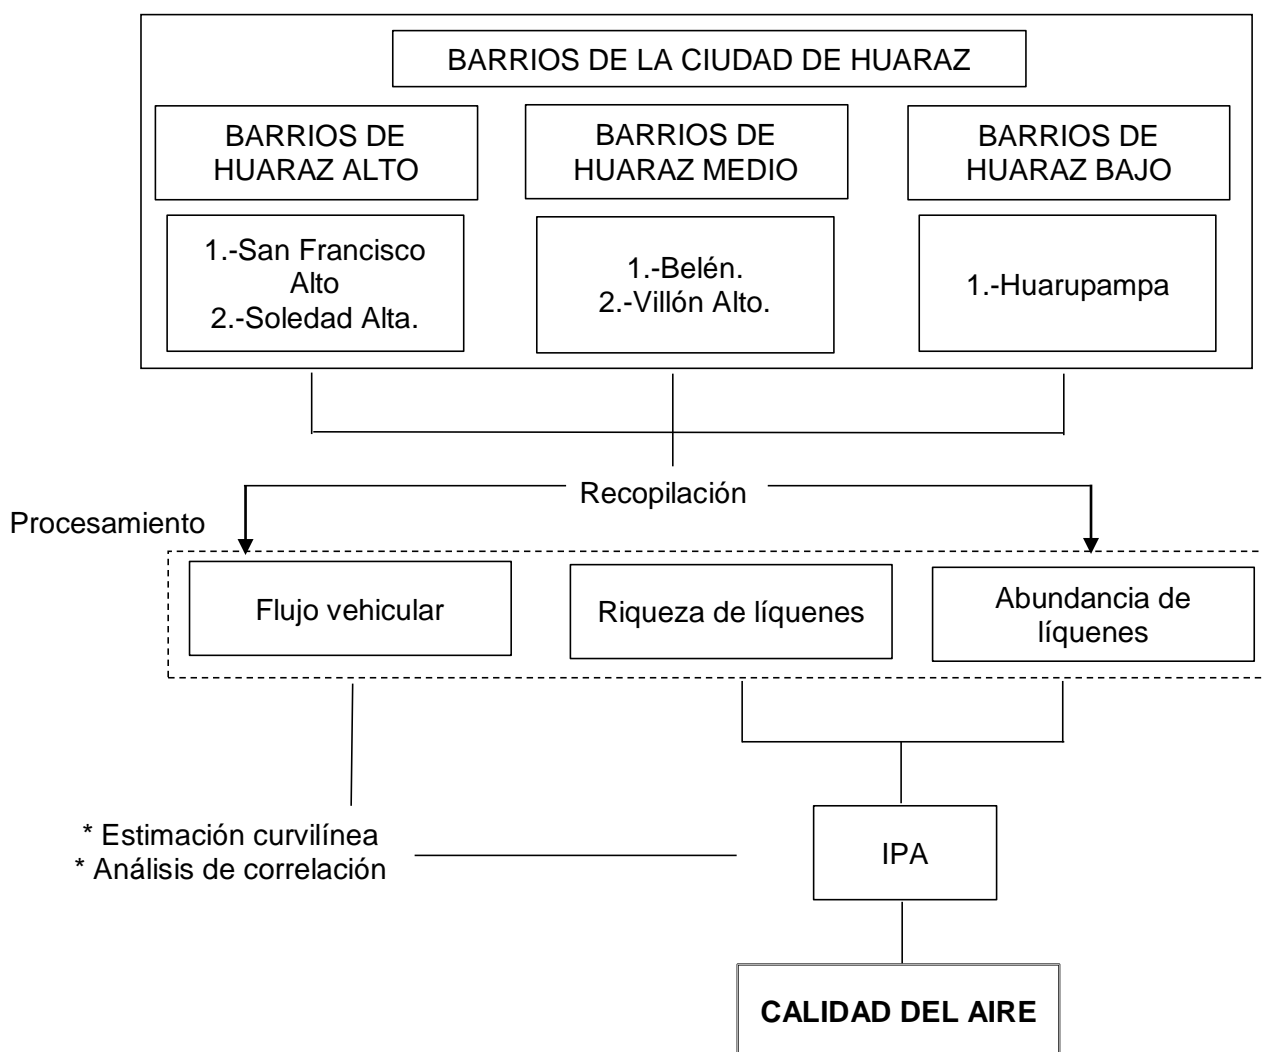 BARRIOS DE LA CIUDAD DE HUARAZ
BARRIOS DE
HUARAZ ALTO
BARRIOS DE
HUARAZ MEDIO
BARRIOS DE
HUARAZ BAJO
1.-San Francisco
Alto
2.-Soledad Alta.
1.-Belén.
2.-Villón Alto.
1.-Huarupampa
Recopilación
Procesamiento
Flujo vehicular
Riqueza de líquenes
Abundancia de
líquenes
* Estimación curvilínea
* Análisis de correlación
IPA
CALIDAD DEL AIRE